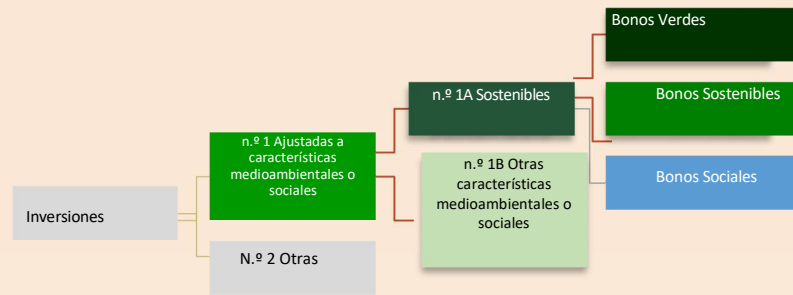 Inversiones
n.º 1 Ajustadas a
características
medioambientales o
sociales
N.º 2 Otras
n.º 1A Sostenibles
n.º 1B Otras
características
medioambientales o
sociales
Bonos Verdes
Bonos Sostenibles
Bonos Sociales